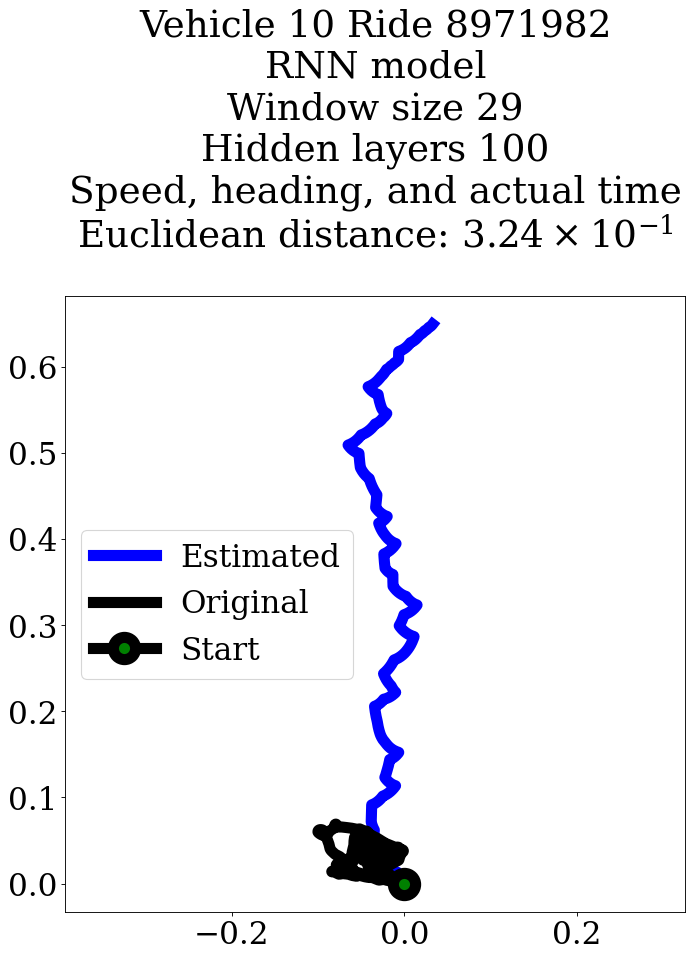 Vehicle 10 Ride 8971982
RNN model
Window size 29
Hidden layers 100
Speed, heading, and actual time
Euclidean distance: 3.24 × 10⁻¹
0.6
0.5
0.4
0.3
0.2
0.1
0.0
Estimated
Original
Start
−0.2 0.0 0.2